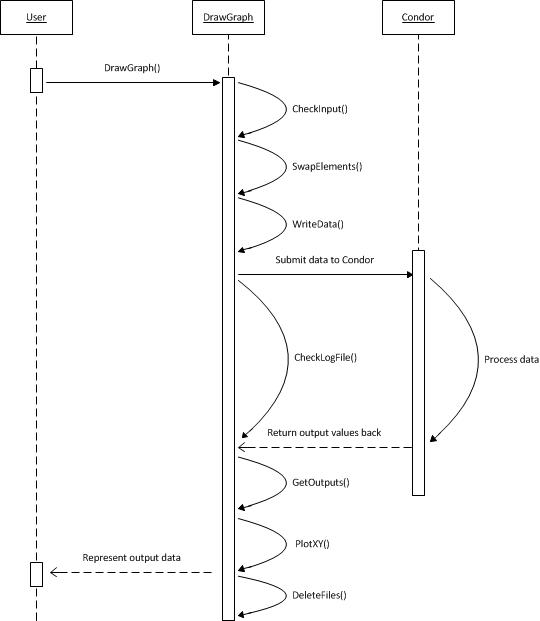 User
DrawGraph
Condor
DrawGraph()
CheckInput()
SwapElements()
WriteData()
Submit data to Condor
CheckLogFile()
Process data
Return output values back
GetOutputs()
PlotXY()
Represent output data
DeleteFiles()